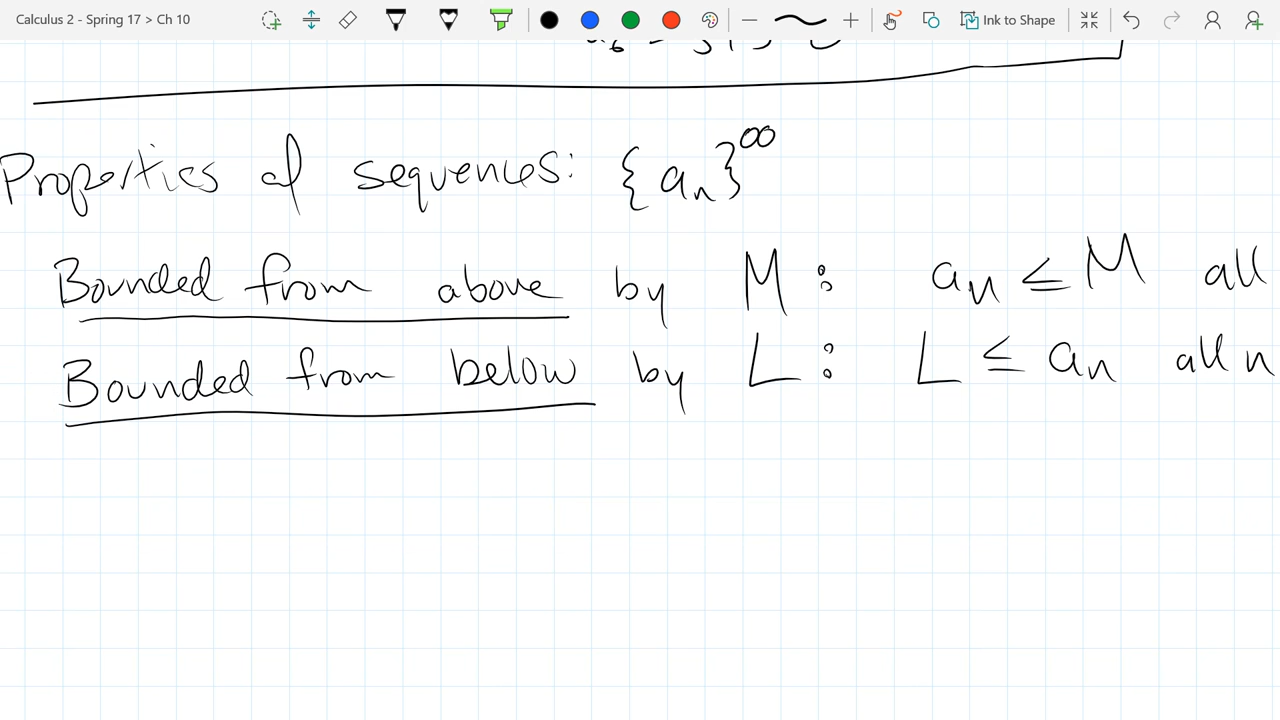 Calculus 2 - Spring 17 > Ch 10
Ink to Shape
Properties of sequences: {aₙ}^∞
Bounded from above by M: aₙ ≤ M all
Bounded from below by L: L ≤ aₙ all n